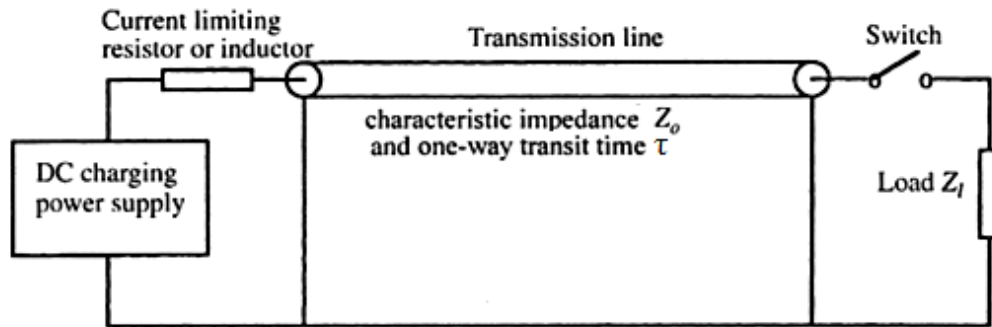 Current limiting
resistor or inductor
Transmission line
Switch
characteristic impedance Z_o
and one-way transit time τ
DC charging
power supply
Load Z_l